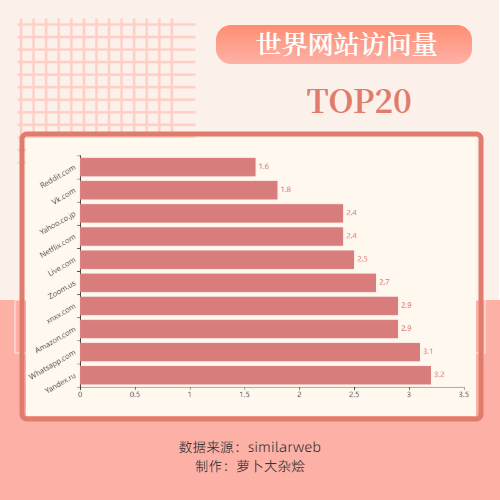 世界网站访问量
TOP20
Reddit.com 1.6
Vk.com 1.8
Yahoo.co.jp 2.4
Netflix.com 2.4
Live.com 2.5
Zoom.us 2.7
xnxx.com 2.9
Amazon.com 2.9
Whatsapp.com 3.1
Yandex.ru 3.2
0 0.5 1 1.5 2 2.5 3 3.5
数据来源：similarweb
制作：萝卜大杂烩